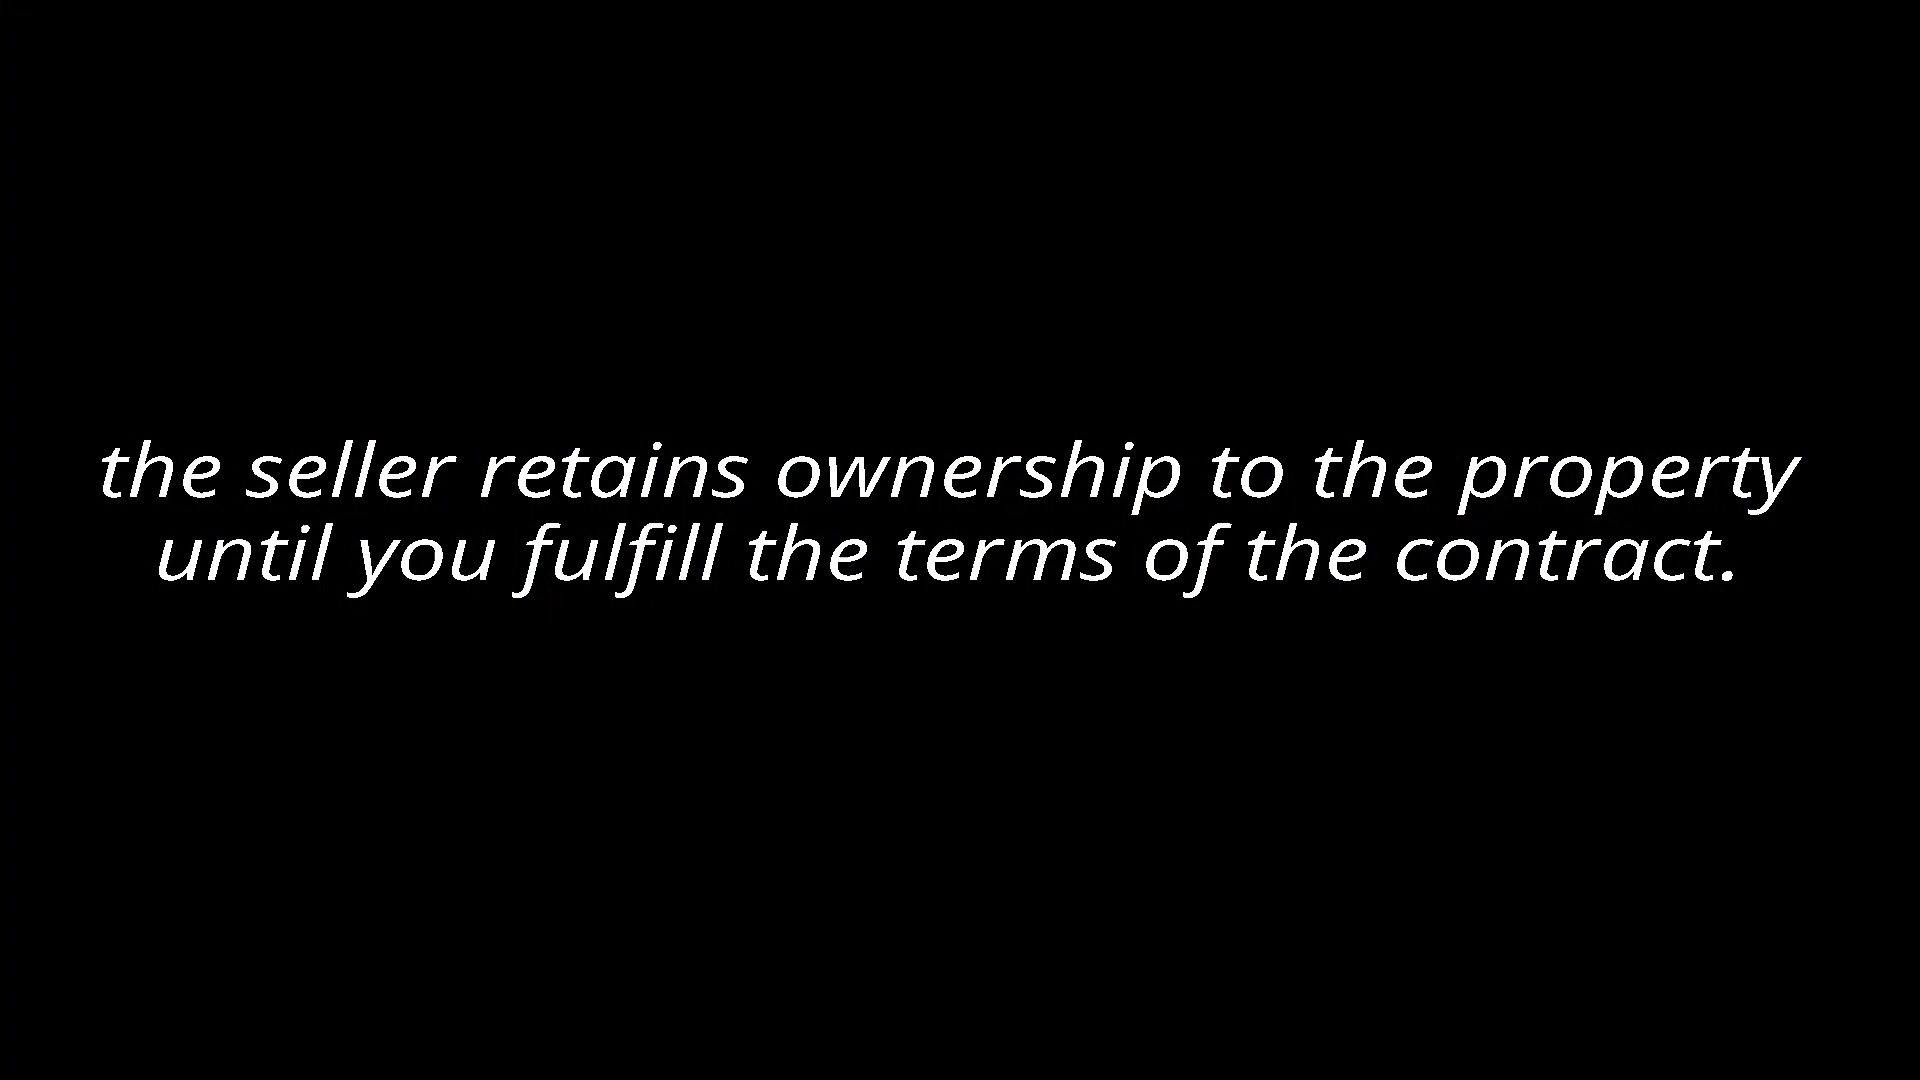 the seller retains ownership to the property
until you fulfill the terms of the contract.